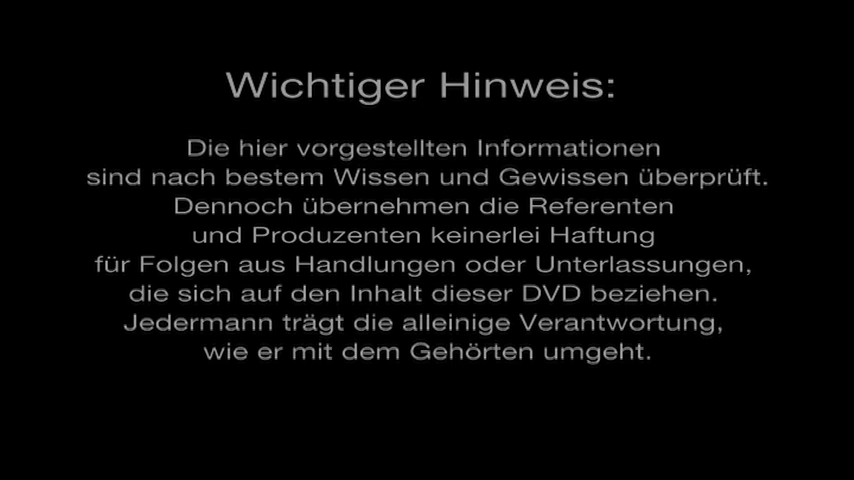 Wichtiger Hinweis:
Die hier vorgestellten Informationen
sind nach bestem Wissen und Gewissen überprüft.
Dennoch übernehmen die Referenten
und Produzenten keinerlei Haftung
für Folgen aus Handlungen oder Unterlassungen,
die sich auf den Inhalt dieser DVD beziehen.
Jedermann trägt die alleinige Verantwortung,
wie er mit dem Gehörten umgeht.